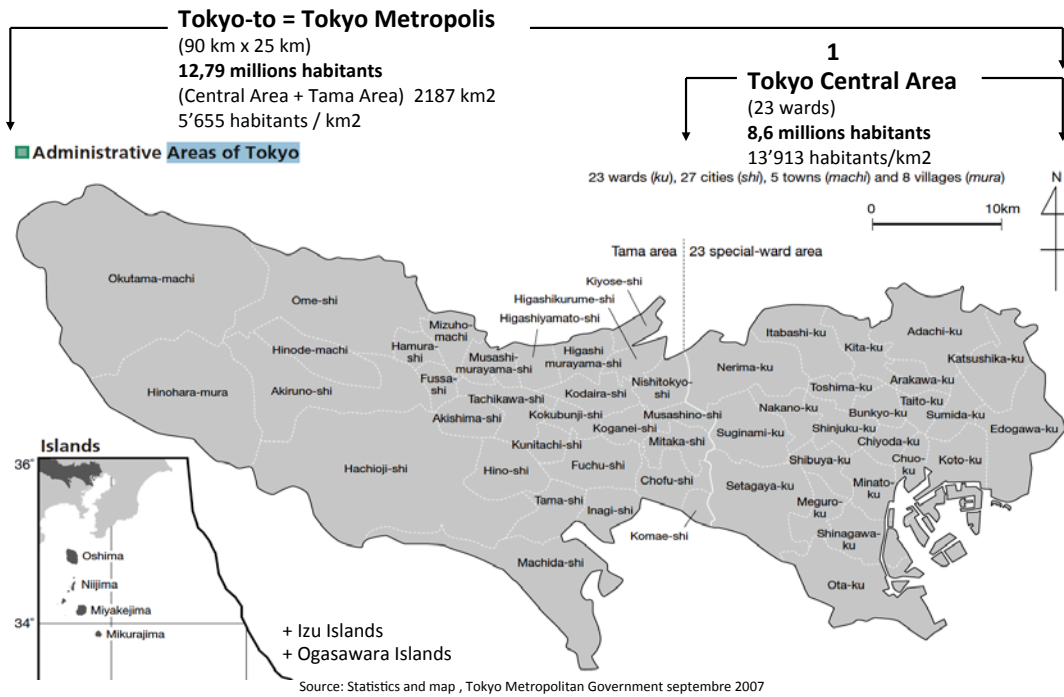 Tokyo-to = Tokyo Metropolis
(90 km x 25 km)
12,79 millions habitants
(Central Area + Tama Area) 2187 km2
5’655 habitants / km2
1
Tokyo Central Area
(23 wards)
8,6 millions habitants
13’913 habitants/km2
Administrative Areas of Tokyo
23 wards (ku), 27 cities (shi), 5 towns (machi) and 8 villages (mura)
N
0 10km
Tama area 23 special-ward area
Kiyose-shi
Higashikurume-shi
Higashiyamato-shi
Okutama-machi
Ome-shi
Mizuho-
machi
Hinode-machi
Hamura-
shi
Musashi-
murayama-shi
Higashi
murayama-shi
Hinohara-mura
Akiruno-shi
Fussa-
shi
Tachikawa-shi
Kodaira-shi
Nishitokyo-
shi
Akishima-shi
Kokubunji-shi
Koganei-shi
Musashino-shi
Kunitachi-shi
Mitaka-shi
Hachioji-shi
Hino-shi
Fuchu-shi
Chofu-shi
Tama-shi
Inagi-shi
Komae-shi
Machida-shi
Itabashi-ku
Kita-ku
Adachi-ku
Katsushika-ku
Nerima-ku
Toshima-ku
Arakawa-ku
Taito-ku
Nakano-ku
Bunkyo-ku
Sumida-ku
Suginami-ku
Shinjuku-ku
Chiyoda-ku
Edogawa-ku
Shibuya-ku
Chuo-
ku
Koto-ku
Setagaya-ku
Minato-
ku
Meguro-
ku
Shinagawa-
ku
Ota-ku
Islands
36°
Oshima
Niijima
Miyakejima
34°
Mikurajima
+ Izu Islands
+ Ogasawara Islands
Source: Statistics and map , Tokyo Metropolitan Government septembre 2007